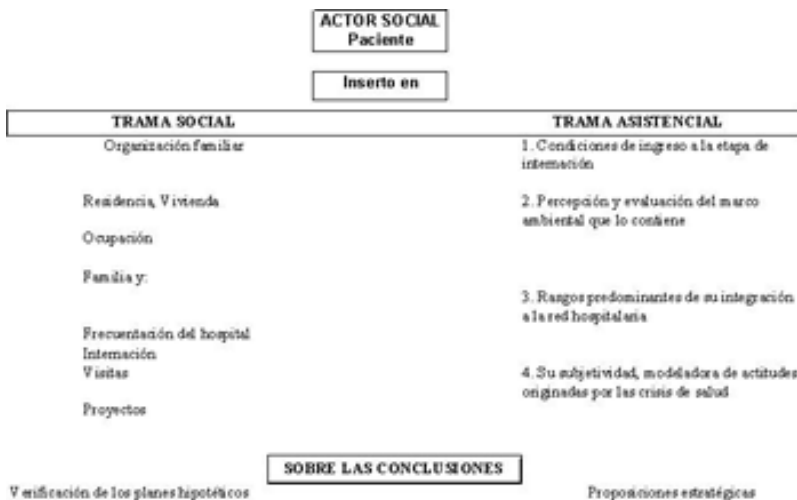 ACTOR SOCIAL
Paciente
Inserto en
TRAMA SOCIAL
TRAMA ASISTENCIAL
Organización familiar
1. Condiciones de ingreso a la etapa de
internación
Residencia, Vivienda
2. Percepción y evaluación del marco
ambiental que lo contiene
Ocupación
Familia y:
3. Rasgos predominantes de su integración
a la red hospitalaria
Frecuentación del hospital
Internación
Visitas
4. Su subjetividad, modeladora de actitudes
originadas por las crisis de salud
Proyectos
SOBRE LAS CONCLUSIONES
Verificación de los planes hipotéticos
Proposiciones estratégicas